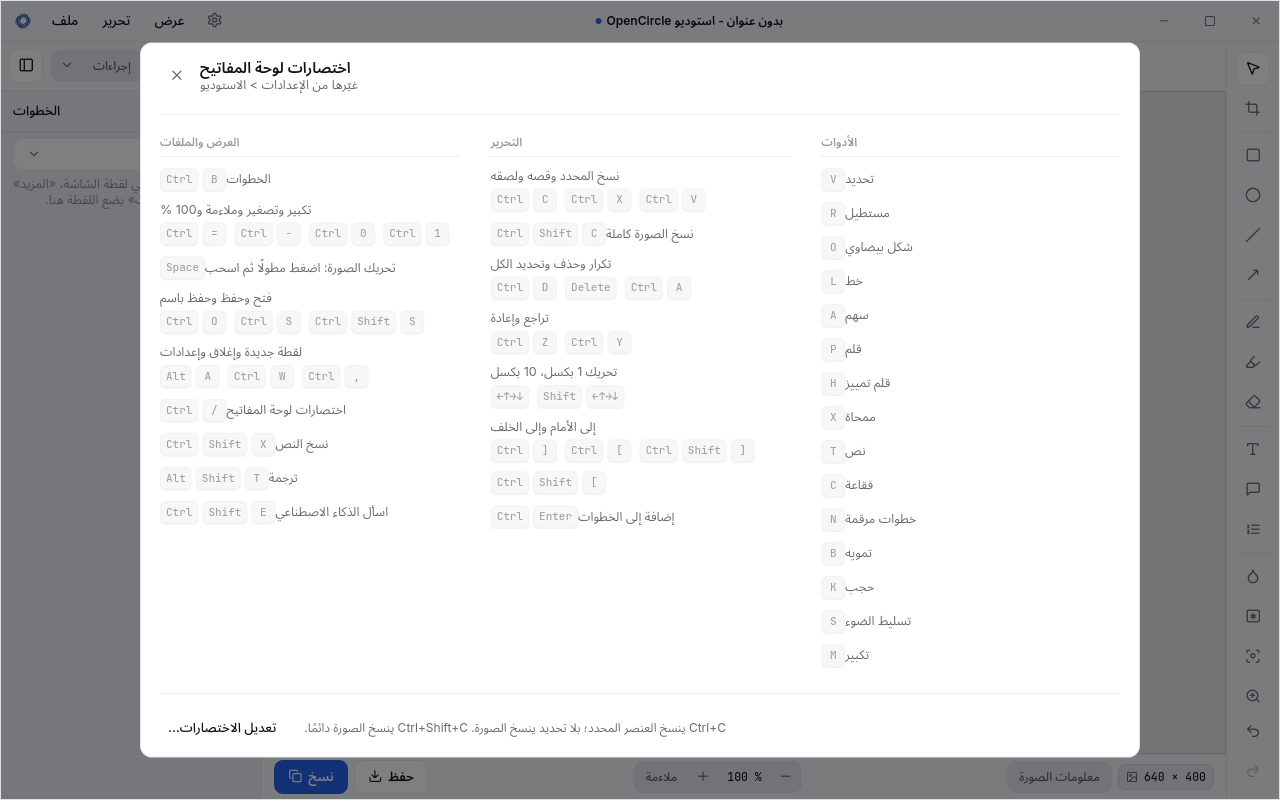 ملف
تحرير
عرض
بدون عنوان - استوديو OpenCircle
إجراءات
الخطوات
اختصارات لوحة المفاتيح
غيّرها من الإعدادات > الاستوديو
الأدوات
تحديد V
مستطيل R
شكل بيضاوي O
خط L
سهم A
قلم P
قلم تمييز H
ممحاة X
نص T
فقاعة C
خطوات مرقمة N
تمويه B
حجب K
تسليط الضوء S
تكبير M
التحرير
نسخ المحدد وقصه ولصقه
Ctrl C Ctrl X Ctrl V
نسخ الصورة كاملة Ctrl Shift C
تكرار وحذف وتحديد الكل
Ctrl D Delete Ctrl A
تراجع وإعادة
Ctrl Z Ctrl Y
تحريك 1 بكسل، 10 بكسل
←↑→↓ Shift ←↑→↓
إلى الأمام وإلى الخلف
Ctrl ] Ctrl [ Ctrl Shift ]
Ctrl Shift [
إضافة إلى الخطوات Ctrl Enter
العرض والملفات
الخطوات Ctrl B
تكبير وتصغير وملاءمة و100 %
Ctrl = Ctrl - Ctrl 0 Ctrl 1
تحريك الصورة: اضغط مطولًا ثم اسحب Space
فتح وحفظ وحفظ باسم
Ctrl O Ctrl S Ctrl Shift S
لقطة جديدة وإغلاق وإعدادات
Alt A Ctrl W Ctrl ,
اختصارات لوحة المفاتيح Ctrl /
نسخ النص Ctrl Shift X
ترجمة Alt Shift T
اسأل الذكاء الاصطناعي Ctrl Shift E
ي لقطة الشاشة، «المزيد»
» يضع اللقطة هنا.
Ctrl+C ينسخ العنصر المحدد؛ بلا تحديد ينسخ الصورة. Ctrl+Shift+C ينسخ الصورة دائمًا.
تعديل الاختصارات...
640 × 400
معلومات الصورة
100 %
ملاءمة
حفظ
نسخ